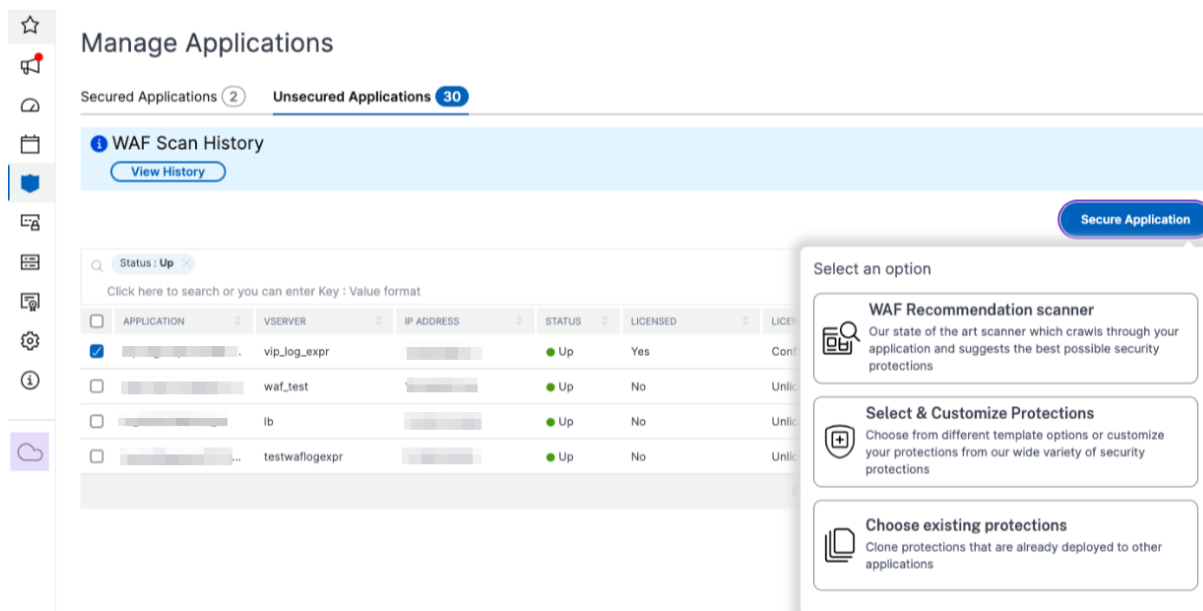 Manage Applications
Secured Applications 2 Unsecured Applications 30
WAF Scan History
View History
Secure Application
Status : Up
Click here to search or you can enter Key : Value format
APPLICATION VSERVER IP ADDRESS STATUS LICENSED
vip_log_expr Up Yes
waf_test Up No
lb Up No
testwaflogexpr Up No
Select an option
WAF Recommendation scanner
Our state of the art scanner which crawls through your
application and suggests the best possible security
protections
Select & Customize Protections
Choose from different template options or customize
your protections from our wide variety of security
protections
Choose existing protections
Clone protections that are already deployed to other
applications